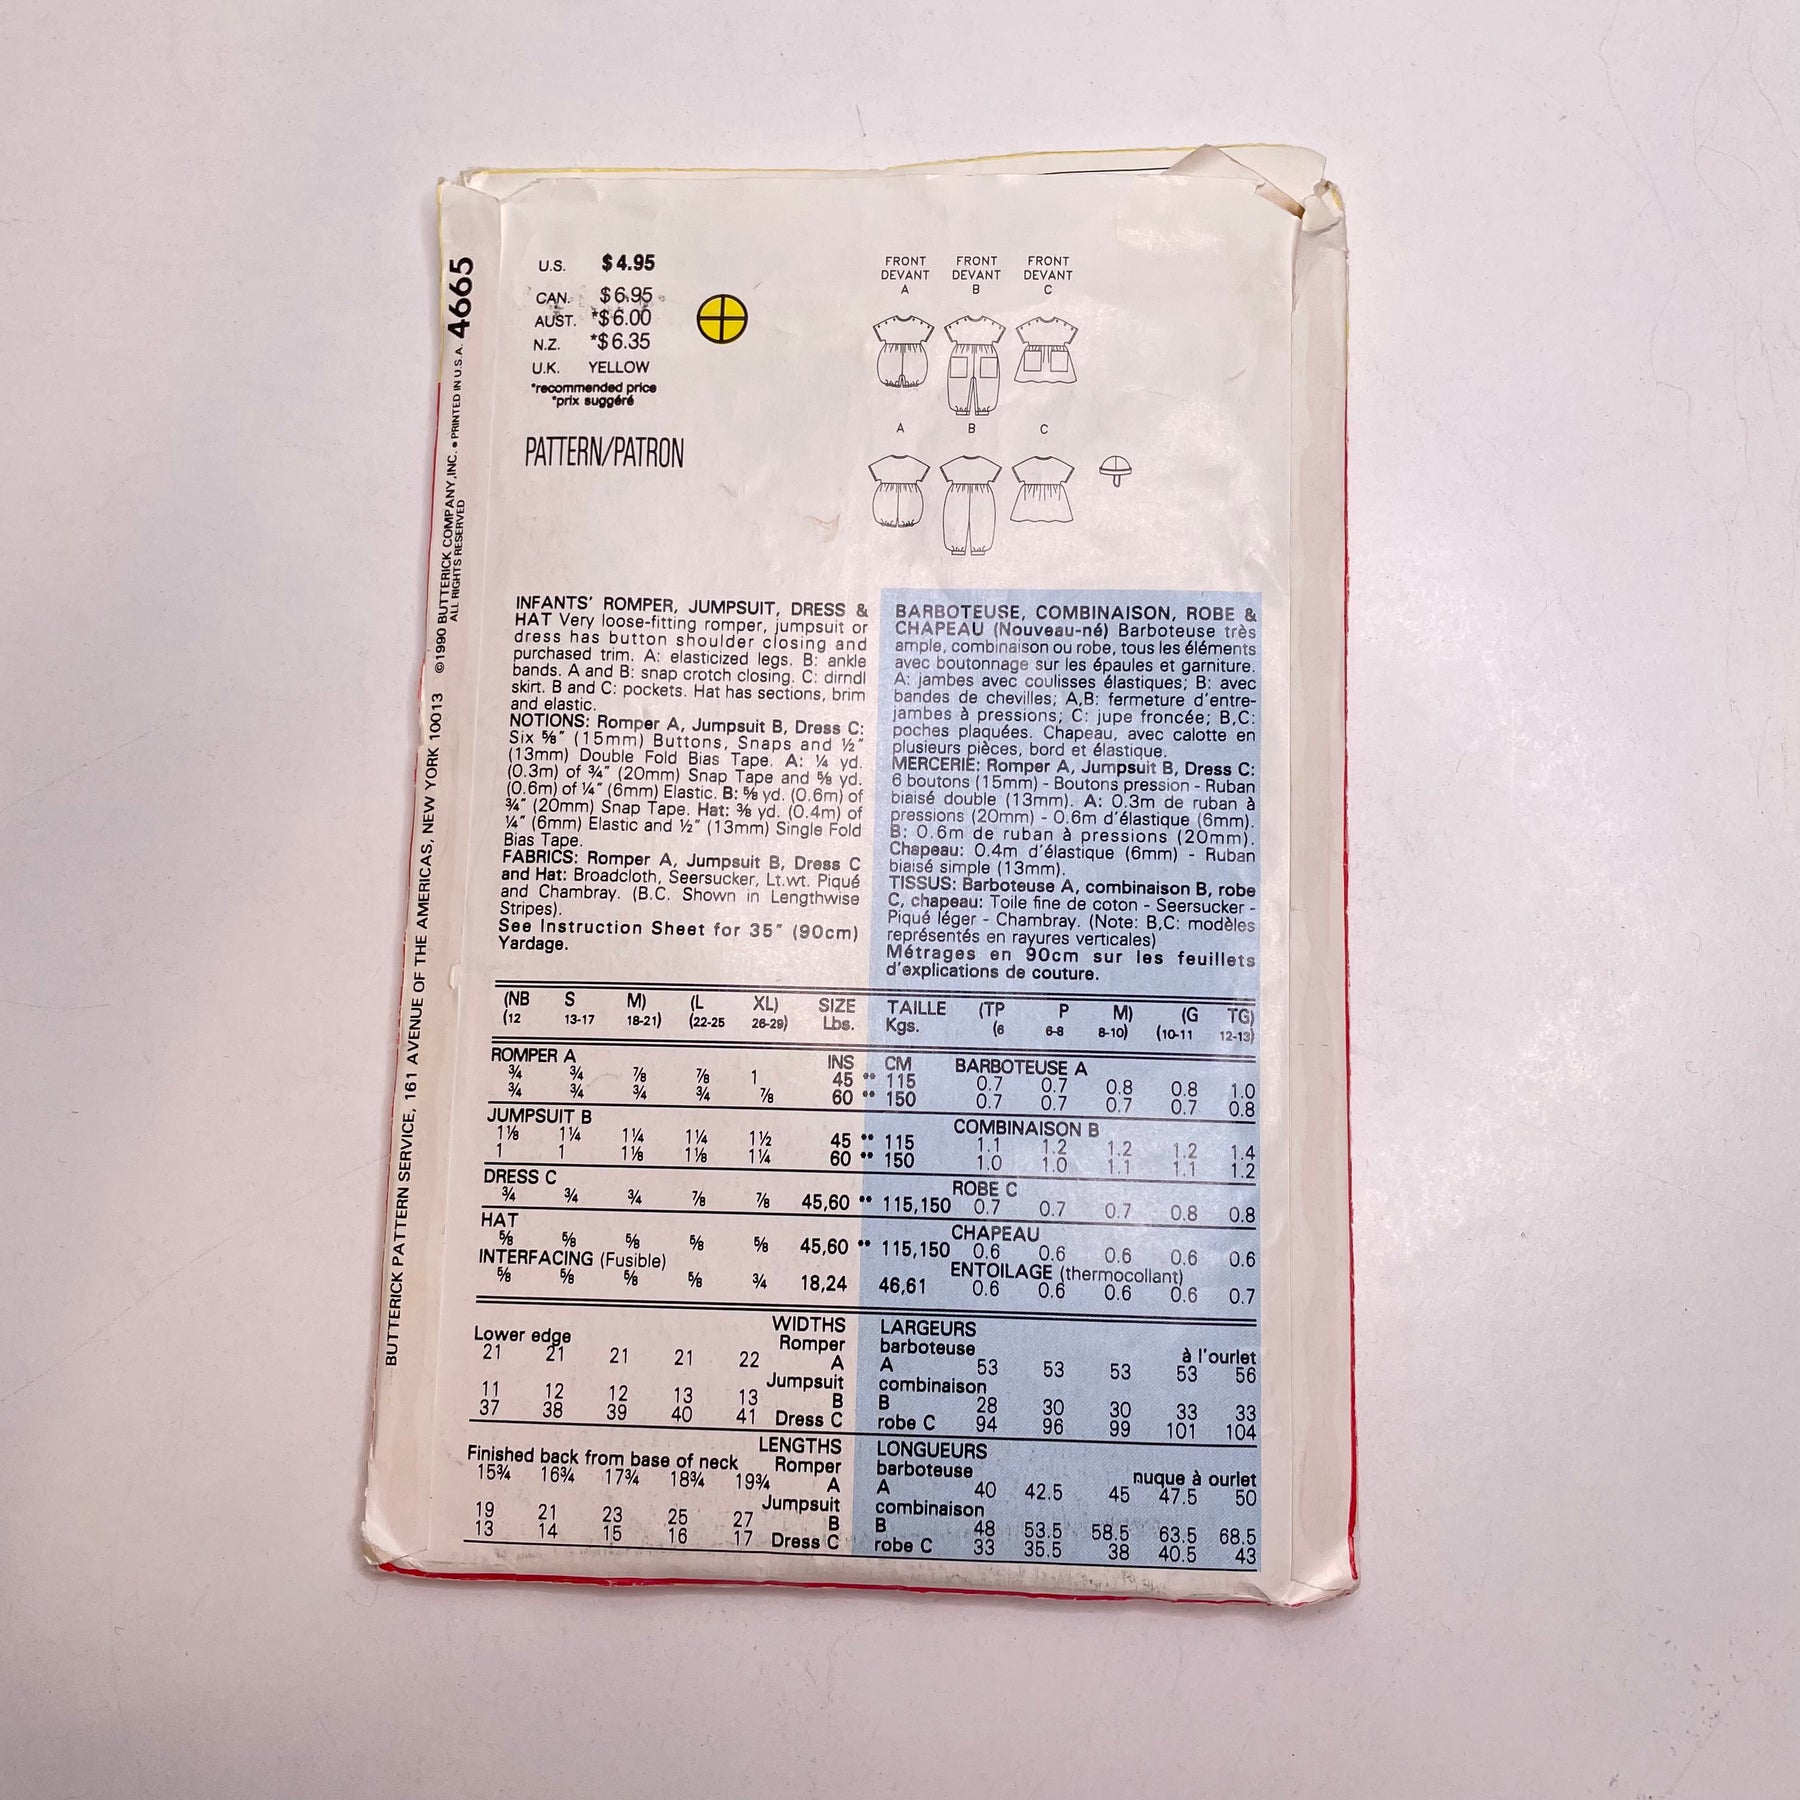 BUTTERICK PATTERN SERVICE, 161 AVENUE OF THE AMERICAS, NEW YORK 10013 ©1990 BUTTERICK COMPANY, INC. • PRINTED IN U.S.A. 4665
ALL RIGHTS RESERVED
U.S. $4.95
CAN. $6.95
AUST. *$6.00
N.Z. *$6.35
U.K. YELLOW
*recommended price
*prix suggéré
PATTERN/PATRON
FRONT FRONT FRONT
DEVANT DEVANT DEVANT
A B C
A B C
INFANTS' ROMPER, JUMPSUIT, DRESS &
HAT Very loose-fitting romper, jumpsuit or
dress has button shoulder closing and
purchased trim. A: elasticized legs. B: ankle
bands. A and B: snap crotch closing. C: dirndl
skirt. B and C: pockets. Hat has sections, brim
and elastic.
NOTIONS: Romper A, Jumpsuit B, Dress C:
Six ⅝" (15mm) Buttons, Snaps and ½"
(13mm) Double Fold Bias Tape. A: ¼ yd.
(0.3m) of ¾" (20mm) Snap Tape and ⅝ yd.
(0.6m) of ¼" (6mm) Elastic. B: ⅝ yd. (0.6m) of
¾" (20mm) Snap Tape. Hat: ⅜ yd. (0.4m) of
¼" (6mm) Elastic and ½" (13mm) Single Fold
Bias Tape.
FABRICS: Romper A, Jumpsuit B, Dress C
and Hat: Broadcloth, Seersucker, Lt.wt. Piqué
and Chambray. (B.C. Shown in Lengthwise
Stripes).
See Instruction Sheet for 35" (90cm)
Yardage.
BARBOTEUSE, COMBINAISON, ROBE &
CHAPEAU (Nouveau-né) Barboteuse très
ample, combinaison ou robe, tous les éléments
avec boutonnage sur les épaules et garniture.
A: jambes avec coulisses élastiques; B: avec
bandes de chevilles; A,B: fermeture d'entre-
jambes à pressions; C: jupe froncée; B,C:
poches plaquées. Chapeau, avec calotte en
plusieurs pièces, bord et élastique.
MERCERIE: Romper A, Jumpsuit B, Dress C:
6 boutons (15mm) - Boutons pression - Ruban
biaisé double (13mm). A: 0.3m de ruban à
pressions (20mm) - 0.6m d'élastique (6mm).
B: 0.6m de ruban à pressions (20mm).
Chapeau: 0.4m d'élastique (6mm) - Ruban
biaisé simple (13mm).
TISSUS: Barboteuse A, combinaison B, robe
C, chapeau: Toile fine de coton - Seersucker -
Piqué léger - Chambray. (Note: B,C: modèles
représentés en rayures verticales)
Métrages en 90cm sur les feuillets
d'explications de couture.
(NB S M) (L XL) SIZE TAILLE (TP P M) (G TG)
(12 13-17 18-21) (22-25 26-29) Lbs. Kgs. (6 6-8 8-10) (10-11 12-13)
ROMPER A INS CM BARBOTEUSE A
¾ ¾ ⅞ ⅞ 1 45 ** 115 0.7 0.7 0.8 0.8 1.0
¾ ¾ ¾ ¾ ⅞ 60 ** 150 0.7 0.7 0.7 0.7 0.8
JUMPSUIT B COMBINAISON B
1⅛ 1¼ 1¼ 1¼ 1½ 45 ** 115 1.1 1.2 1.2 1.2 1.4
1 1 1⅛ 1⅛ 1¼ 60 ** 150 1.0 1.0 1.1 1.1 1.2
DRESS C ROBE C
¾ ¾ ¾ ⅞ ⅞ 45,60 ** 115,150 0.7 0.7 0.7 0.8 0.8
HAT CHAPEAU
⅝ ⅝ ⅝ ⅝ ⅝ 45,60 ** 115,150 0.6 0.6 0.6 0.6 0.6
INTERFACING (Fusible) ENTOILAGE (thermocollant)
⅝ ⅝ ⅝ ⅝ ¾ 18,24 46,61 0.6 0.6 0.6 0.6 0.7
WIDTHS LARGEURS
Lower edge Romper barboteuse à l'ourlet
21 21 21 21 22 A A 53 53 53 53 56
Jumpsuit combinaison
11 12 12 13 13 B B 28 30 30 33 33
37 38 39 40 41 Dress C robe C 94 96 99 101 104
LENGTHS LONGUEURS
Finished back from base of neck Romper barboteuse nuque à ourlet
15¾ 16¾ 17¾ 18¾ 19¾ A A 40 42.5 45 47.5 50
Jumpsuit combinaison
19 21 23 25 27 B B 48 53.5 58.5 63.5 68.5
13 14 15 16 17 Dress C robe C 33 35.5 38 40.5 43